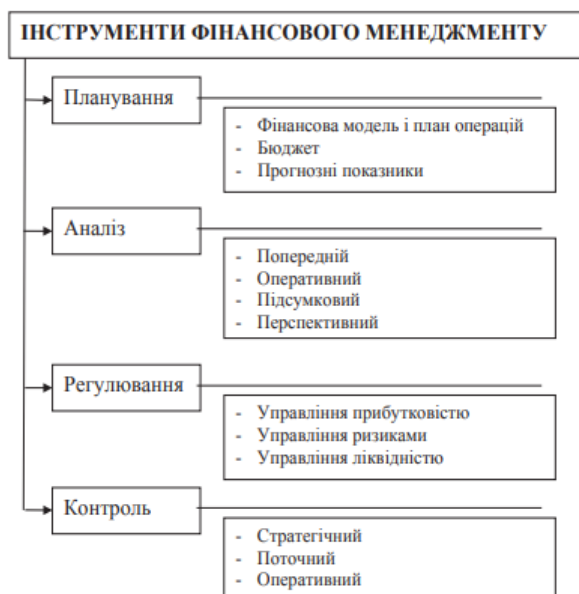 ІНСТРУМЕНТИ ФІНАНСОВОГО МЕНЕДЖМЕНТУ
Планування
- Фінансова модель і план операцій
- Бюджет
- Прогнозні показники
Аналіз
- Попередній
- Оперативний
- Підсумковий
- Перспективний
Регулювання
- Управління прибутковістю
- Управління ризиками
- Управління ліквідністю
Контроль
- Стратегічний
- Поточний
- Оперативний